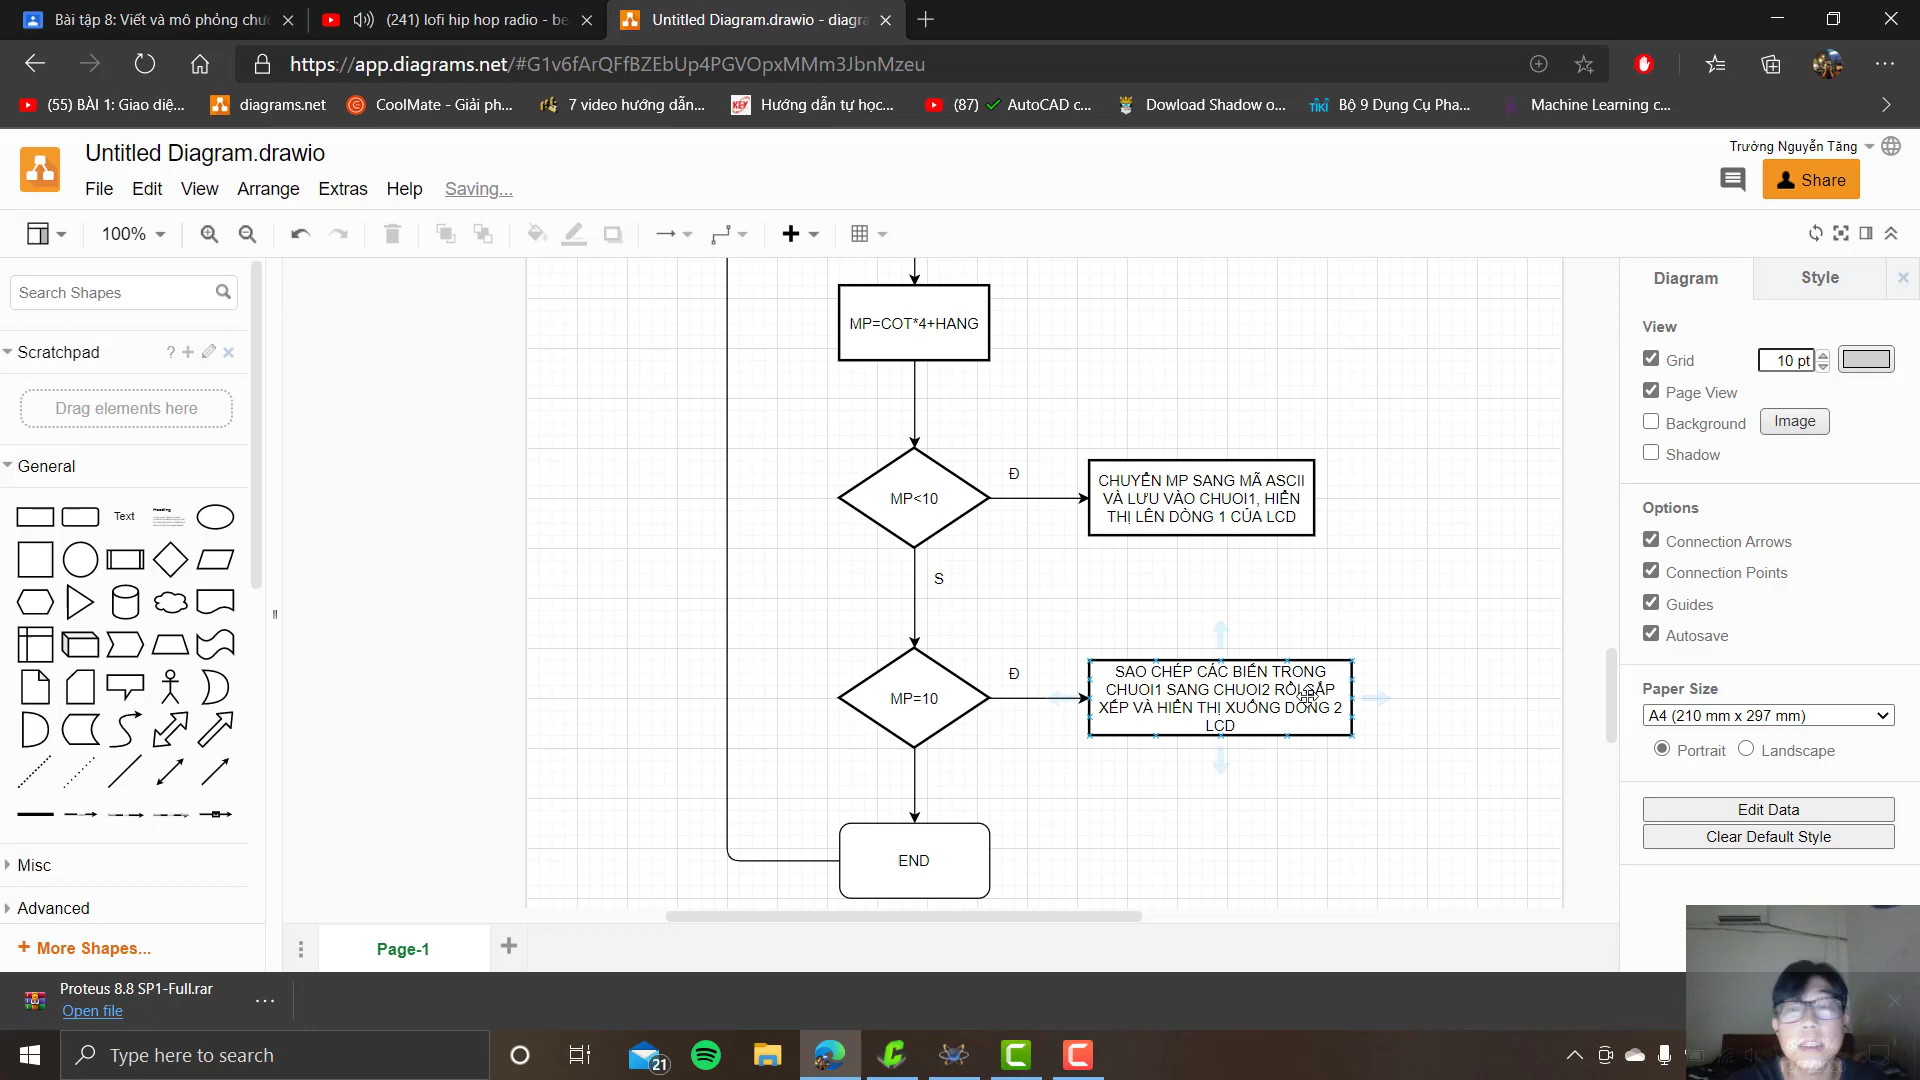 Bài tập 8: Viết và mô phỏng chư
(241) lofi hip hop radio - be
Untitled Diagram.drawio - diagra
https://app.diagrams.net/#G1v6fArQFfBZEbUp4PGVOpxMMm3JbnMzeu
(55) BÀI 1: Giao diệ...
diagrams.net
CoolMate - Giải ph...
7 video hướng dẫn...
KEY
Hướng dẫn tự học...
(87) ✓ AutoCAD c...
Dowload Shadow o...
TIKI
Bộ 9 Dụng Cụ Pha...
Machine Learning c...
Untitled Diagram.drawio
Trường Nguyễn Tăng
File Edit View Arrange Extras Help Saving...
Share
100%
Search Shapes
Scratchpad
?
Drag elements here
General
Text
Heading
Misc
Advanced
+ More Shapes...
MP=COT*4+HANG
MP<10
Đ
CHUYỂN MP SANG MÃ ASCII
VÀ LƯU VÀO CHUOI1, HIỂN
THỊ LÊN DÒNG 1 CỦA LCD
S
MP=10
Đ
SAO CHÉP CÁC BIẾN TRONG
CHUOI1 SANG CHUOI2 RỒI SẮP
XẾP VÀ HIỂN THỊ XUỐNG DÒNG 2
LCD
END
Diagram
Style
View
Grid
10 pt
Page View
Background
Image
Shadow
Options
Connection Arrows
Connection Points
Guides
Autosave
Paper Size
A4 (210 mm x 297 mm)
Portrait
Landscape
Edit Data
Clear Default Style
Page-1
Proteus 8.8 SP1-Full.rar
Open file
Type here to search
21